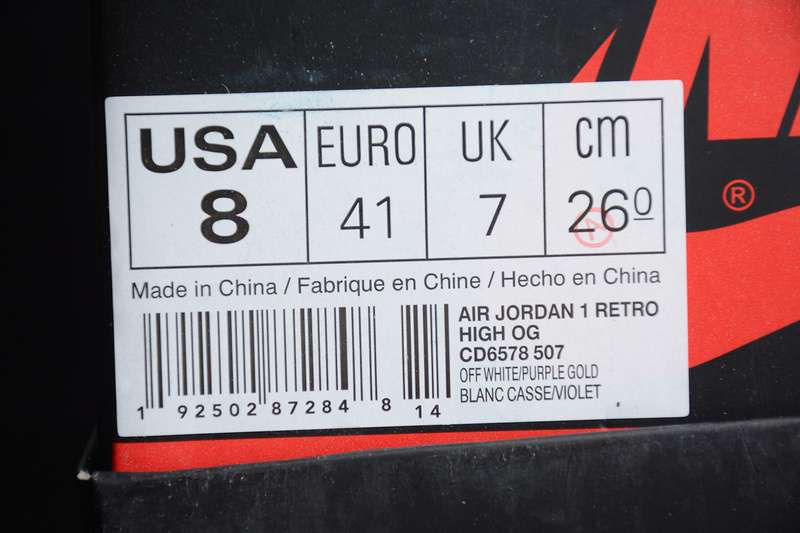 USA EURO UK cm
8 41 7 26 0
Made in China / Fabrique en Chine / Hecho en China
AIR JORDAN 1 RETRO
HIGH OG
CD6578 507
OFF WHITE/PURPLE GOLD
BLANC CASSE/VIOLET
1 92502 87284 8 14
®